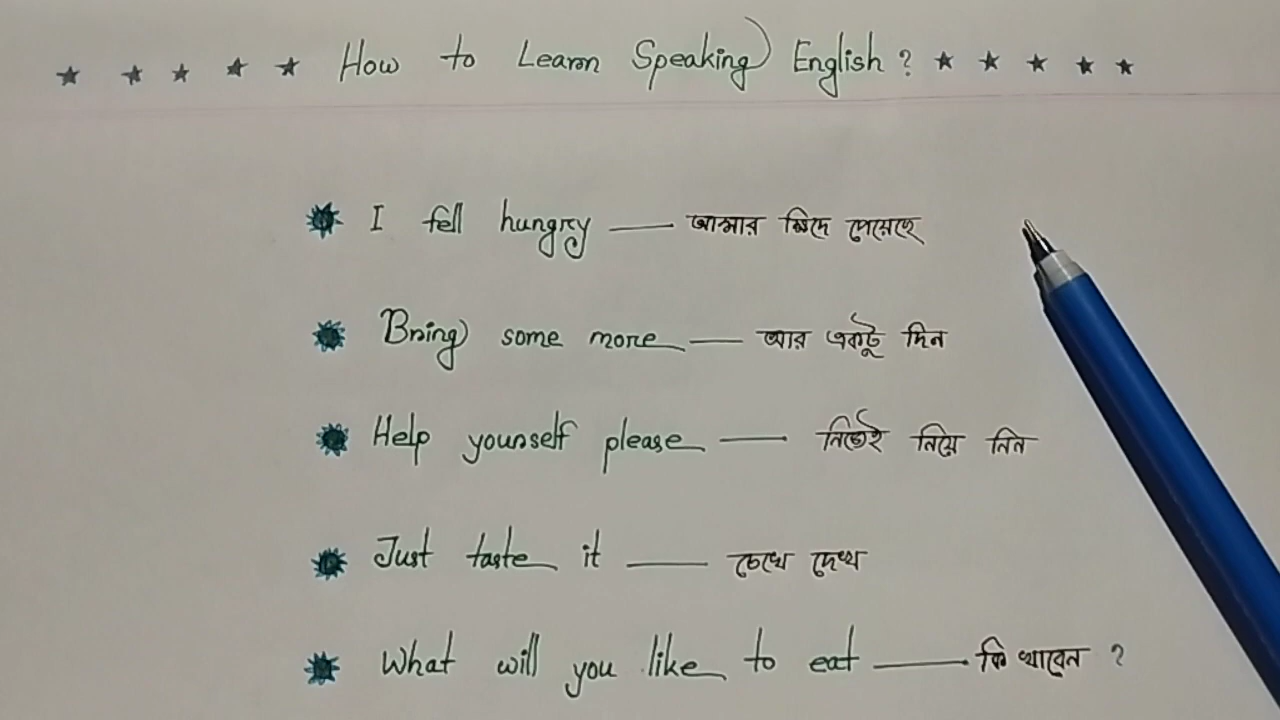 ★ ★ ★ ★ ★ How to Learn Speaking English? ★ ★ ★ ★ ★
I fell hungry — আমার খিদে পেয়েছে
Bring some more — আর একটু দিন
Help yourself please — নিজেই নিয়ে নিন
Just taste it — চেখে দেখ
What will you like to eat — কি খাবেন ?